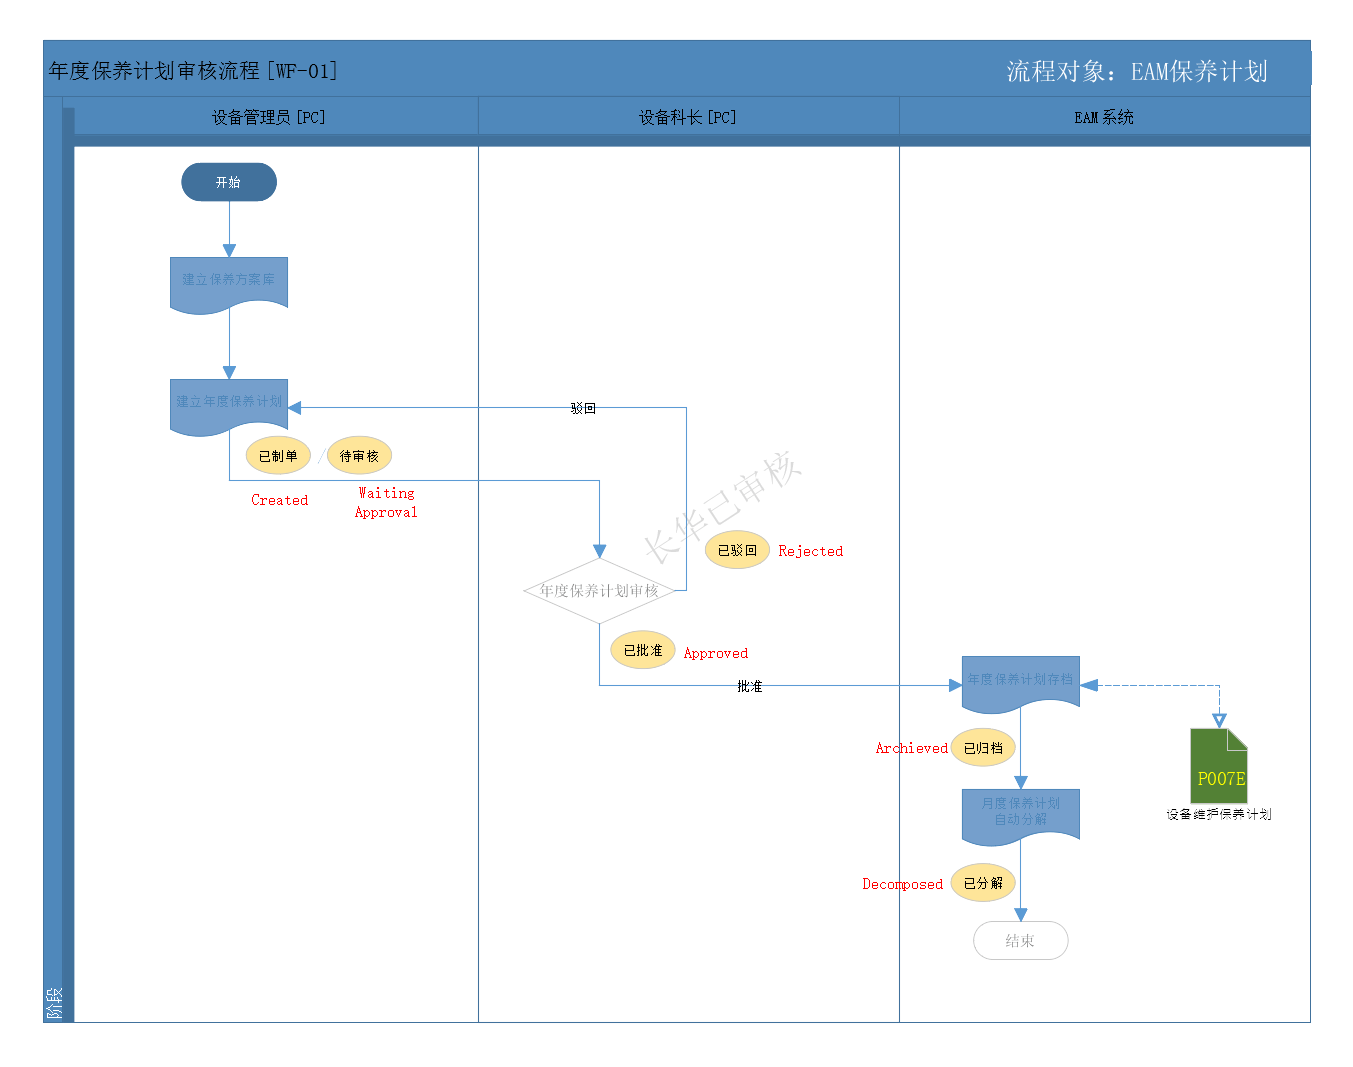 年度保养计划审核流程[WF-01]
流程对象：EAM保养计划
设备管理员[PC]
设备科长[PC]
EAM系统
开始
建立保养方案库
建立年度保养计划
驳回
已制单
/
待审核
Created
Waiting
Approval
长华已审核
已驳回
Rejected
年度保养计划审核
已批准
Approved
批准
年度保养计划存档
Archieved
已归档
P007E
设备维护保养计划
月度保养计划
自动分解
Decomposed
已分解
结束
阶段